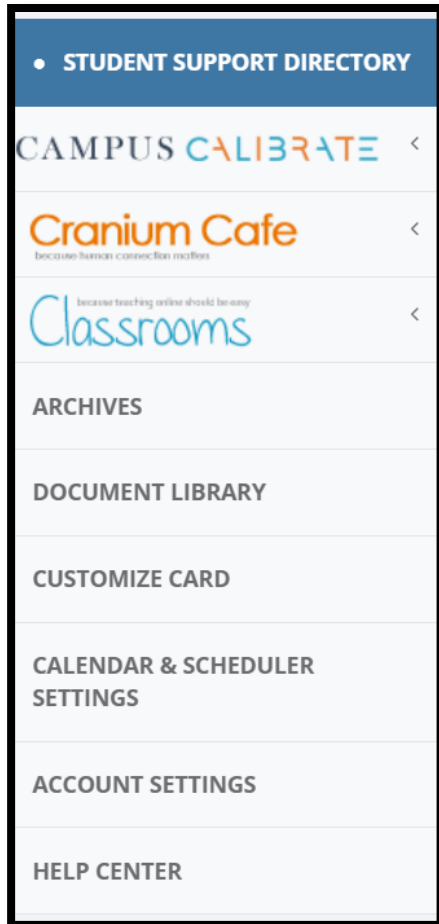 • STUDENT SUPPORT DIRECTORY
CAMPUS CALIBRATE
Cranium Cafe
because human connection matters
because teaching online should be easy
Classrooms
ARCHIVES
DOCUMENT LIBRARY
CUSTOMIZE CARD
CALENDAR & SCHEDULER
SETTINGS
ACCOUNT SETTINGS
HELP CENTER